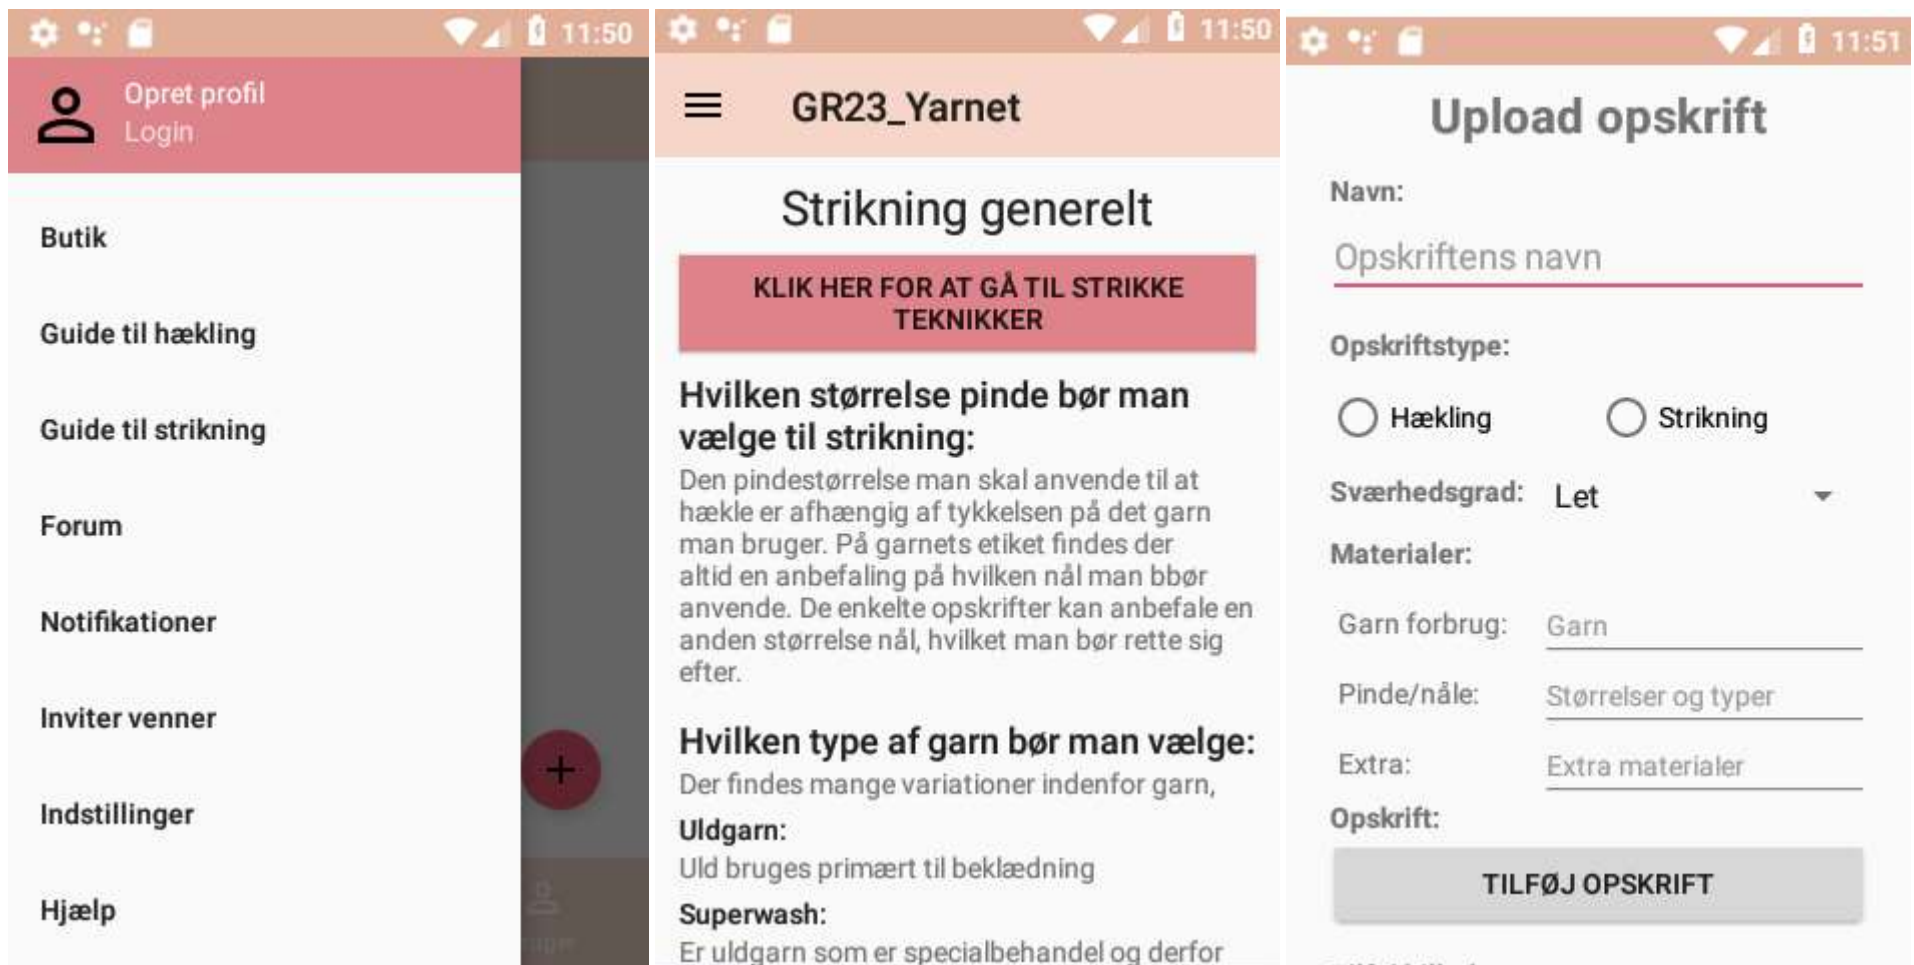 11:50
Opret profil
Login
Butik
Guide til hækling
Guide til strikning
Forum
Notifikationer
Inviter venner
Indstillinger
Hjælp
11:50
GR23_Yarnet
Strikning generelt
KLIK HER FOR AT GÅ TIL STRIKKE
TEKNIKKER
Hvilken størrelse pinde bør man
vælge til strikning:
Den pindestørrelse man skal anvende til at
hækle er afhængig af tykkelsen på det garn
man bruger. På garnets etiket findes der
altid en anbefaling på hvilken nål man bbør
anvende. De enkelte opskrifter kan anbefale en
anden størrelse nål, hvilket man bør rette sig
efter.
Hvilken type af garn bør man vælge:
Der findes mange variationer indenfor garn,
Uldgarn:
Uld bruges primært til beklædning
Superwash:
Er uldgarn som er specialbehandel og derfor
11:51
Upload opskrift
Navn:
Opskriftens navn
Opskriftstype:
Hækling Strikning
Sværhedsgrad: Let
Materialer:
Garn forbrug: Garn
Pinde/nåle: Størrelser og typer
Extra: Extra materialer
Opskrift:
TILFØJ OPSKRIFT